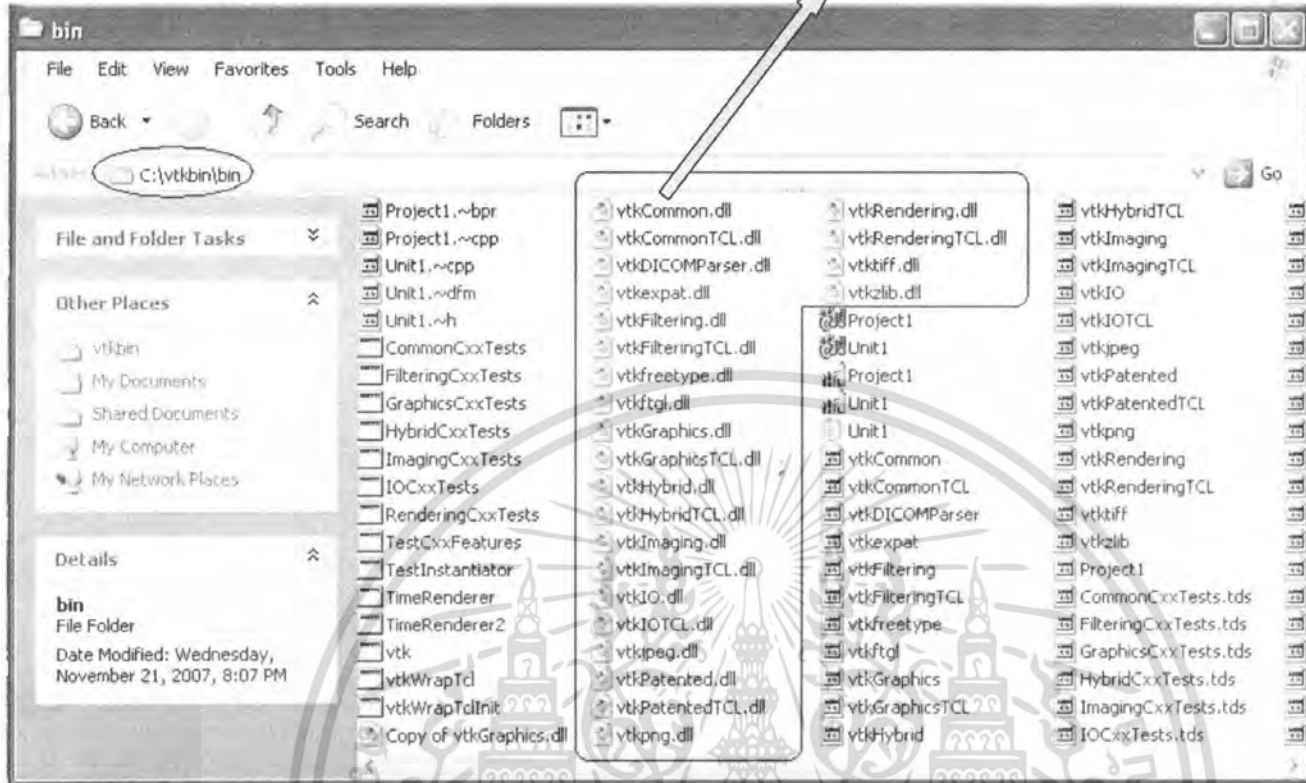 bin
File Edit View Favorites Tools Help
Back Search Folders
C:\vtkbin\bin Go
File and Folder Tasks
Other Places
vtkbin
My Documents
Shared Documents
My Computer
My Network Places
Details
bin
File Folder
Date Modified: Wednesday,
November 21, 2007, 8:07 PM
Project1.~bpr
Project1.~cpp
Unit1.~cpp
Unit1.~dfm
Unit1.~h
CommonCxxTests
FilteringCxxTests
GraphicsCxxTests
HybridCxxTests
ImagingCxxTests
IOCxxTests
RenderingCxxTests
TestCxxFeatures
TestInstantiator
TimeRenderer
TimeRenderer2
vtk
vtkWrapTcl
vtkWrapTclInit
Copy of vtkGraphics.dll
vtkCommon.dll
vtkCommonTCL.dll
vtkDICOMParser.dll
vtkexpat.dll
vtkFiltering.dll
vtkFilteringTCL.dll
vtkfreetype.dll
vtkftgl.dll
vtkGraphics.dll
vtkGraphicsTCL.dll
vtkHybrid.dll
vtkHybridTCL.dll
vtkImaging.dll
vtkImagingTCL.dll
vtkIO.dll
vtkIOTCL.dll
vtkjpeg.dll
vtkPatented.dll
vtkPatentedTCL.dll
vtkpng.dll
vtkRendering.dll
vtkRenderingTCL.dll
vtktiff.dll
vtkzlib.dll
Project1
Unit1
Project1
Unit1
Unit1
vtkCommon
vtkCommonTCL
vtkDICOMParser
vtkexpat
vtkFiltering
vtkFilteringTCL
vtkfreetype
vtkftgl
vtkGraphics
vtkGraphicsTCL
vtkHybrid
vtkHybridTCL
vtkImaging
vtkImagingTCL
vtkIO
vtkIOTCL
vtkjpeg
vtkPatented
vtkPatentedTCL
vtkpng
vtkRendering
vtkRenderingTCL
vtktiff
vtkzlib
Project1
CommonCxxTests.tds
FilteringCxxTests.tds
GraphicsCxxTests.tds
HybridCxxTests.tds
ImagingCxxTests.tds
IOCxxTests.tds